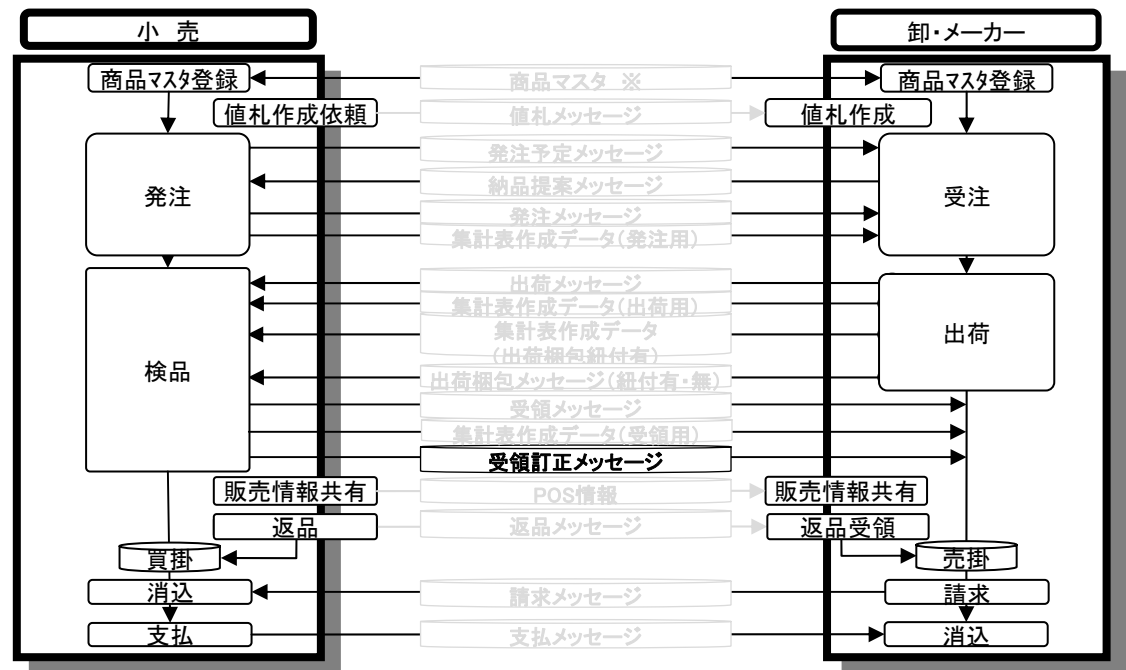 小 売
卸・メーカー
商品マスタ登録
商品マスタ ※
商品マスタ登録
値札作成依頼
値札メッセージ
値札作成
発注予定メッセージ
納品提案メッセージ
発注
受注
発注メッセージ
集計表作成データ(発注用)
出荷メッセージ
集計表作成データ(出荷用)
集計表作成データ
(出荷梱包紐付有)
出荷
検品
出荷梱包メッセージ(紐付有・無)
受領メッセージ
集計表作成データ(受領用)
受領訂正メッセージ
販売情報共有
POS情報
販売情報共有
返品
返品メッセージ
返品受領
買掛
売掛
消込
請求メッセージ
請求
支払
支払メッセージ
消込